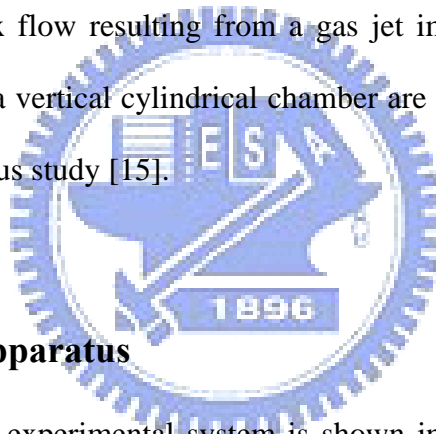 x flow resulting from a gas jet in
a vertical cylindrical chamber are
us study [15].
E S A
1896
pparatus
experimental system is shown in